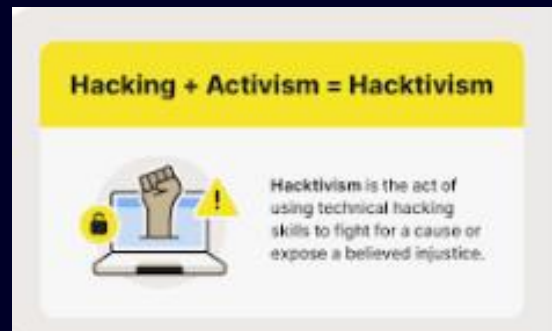 Hacking + Activism = Hacktivism
Hacktivism is the act of
using technical hacking
skills to fight for a cause or
expose a believed injustice.
!